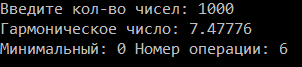 Введите кол-во чисел: 1000
Гармоническое число: 7.47776
Минимальный: 0 Номер операции: 6